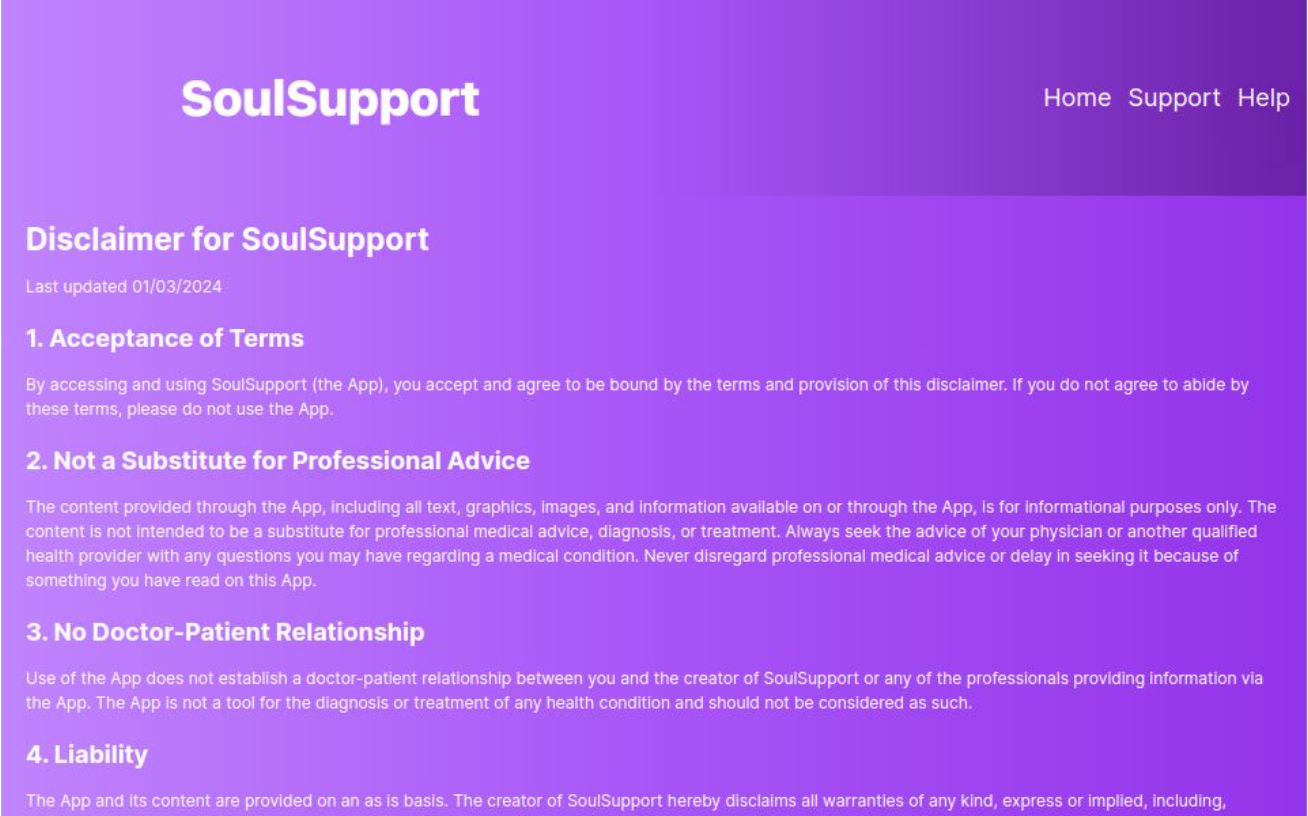 SoulSupport
Home Support Help
Disclaimer for SoulSupport
Last updated 01/03/2024
1. Acceptance of Terms
By accessing and using SoulSupport (the App), you accept and agree to be bound by the terms and provision of this disclaimer. If you do not agree to abide by
these terms, please do not use the App.
2. Not a Substitute for Professional Advice
The content provided through the App, including all text, graphics, images, and information available on or through the App, is for informational purposes only. The
content is not intended to be a substitute for professional medical advice, diagnosis, or treatment. Always seek the advice of your physician or another qualified
health provider with any questions you may have regarding a medical condition. Never disregard professional medical advice or delay in seeking it because of
something you have read on this App.
3. No Doctor-Patient Relationship
Use of the App does not establish a doctor-patient relationship between you and the creator of SoulSupport or any of the professionals providing information via
the App. The App is not a tool for the diagnosis or treatment of any health condition and should not be considered as such.
4. Liability
The App and its content are provided on an as is basis. The creator of SoulSupport hereby disclaims all warranties of any kind, express or implied, including,